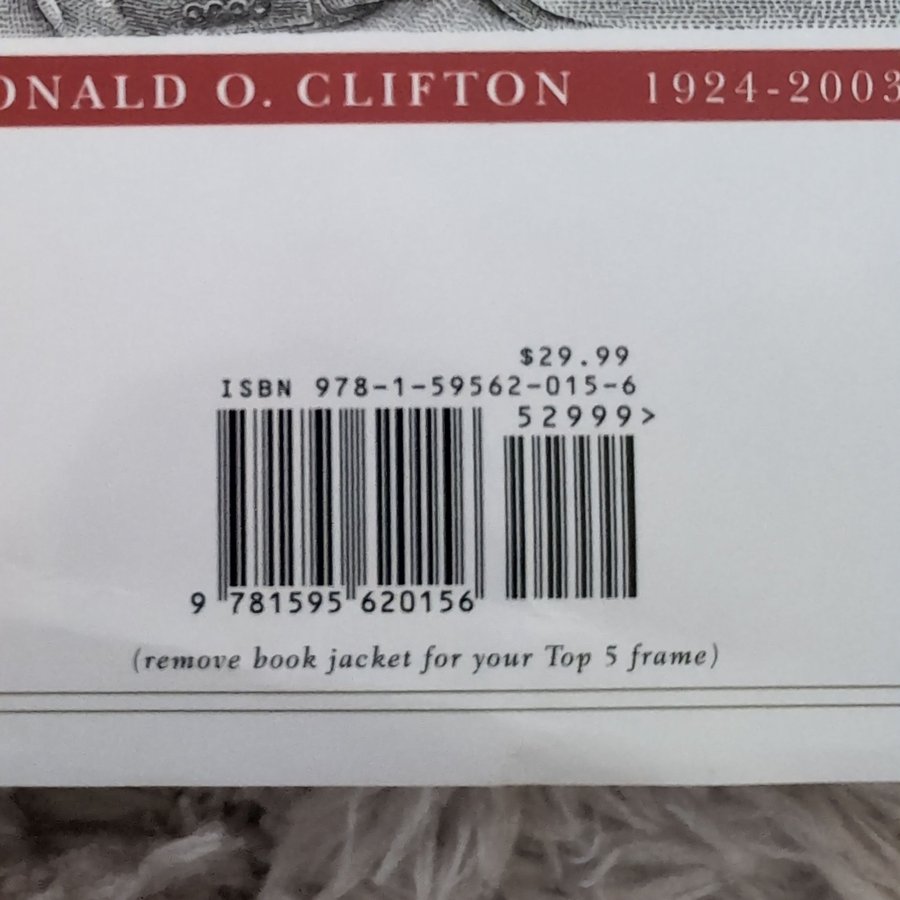 ONALD O. CLIFTON 1924-2003
$29.99
ISBN 978-1-59562-015-6
52999>
9 781595 620156
(remove book jacket for your Top 5 frame)